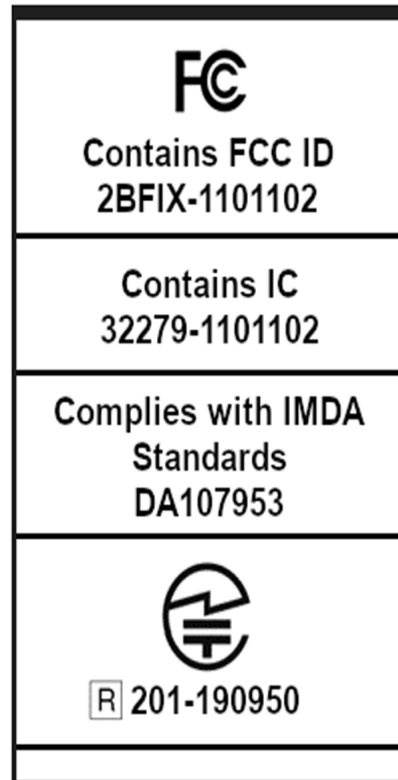 FC
Contains FCC ID
2BFIX-1101102
Contains IC
32279-1101102
Complies with IMDA
Standards
DA107953
R 201-190950